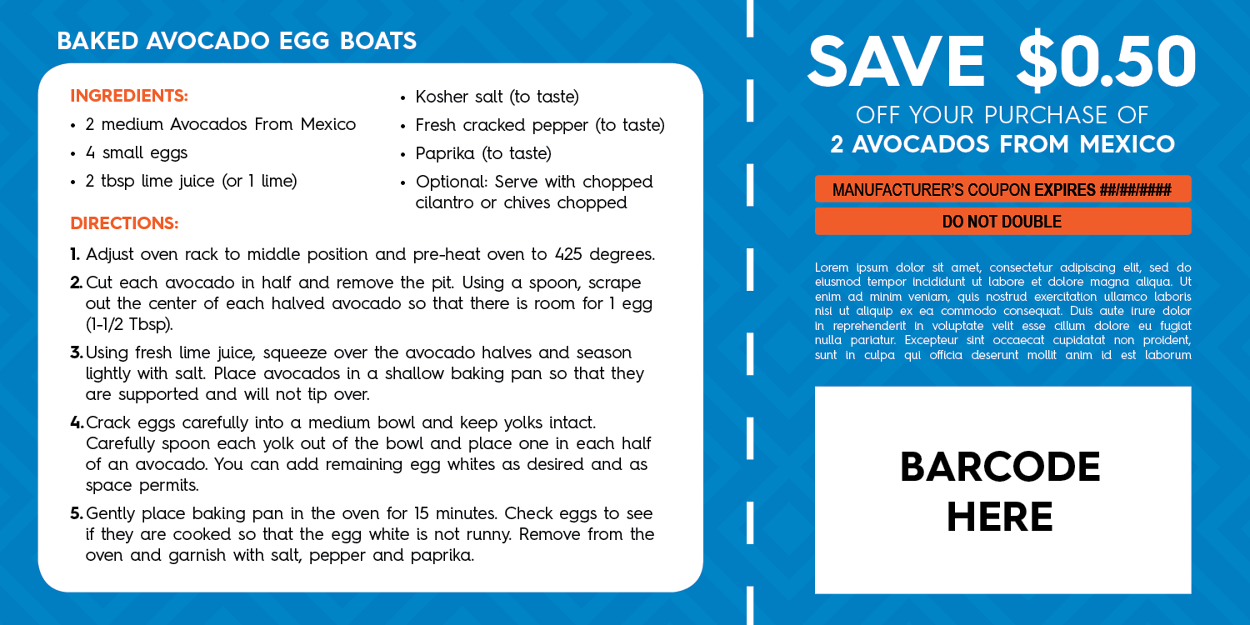 BAKED AVOCADO EGG BOATS
INGREDIENTS:
• 2 medium Avocados From Mexico
• 4 small eggs
• 2 tbsp lime juice (or 1 lime)
• Kosher salt (to taste)
• Fresh cracked pepper (to taste)
• Paprika (to taste)
• Optional: Serve with chopped
cilantro or chives chopped
DIRECTIONS:
1. Adjust oven rack to middle position and pre-heat oven to 425 degrees.
2. Cut each avocado in half and remove the pit. Using a spoon, scrape
out the center of each halved avocado so that there is room for 1 egg
(1-1/2 Tbsp).
3. Using fresh lime juice, squeeze over the avocado halves and season
lightly with salt. Place avocados in a shallow baking pan so that they
are supported and will not tip over.
4. Crack eggs carefully into a medium bowl and keep yolks intact.
Carefully spoon each yolk out of the bowl and place one in each half
of an avocado. You can add remaining egg whites as desired and as
space permits.
5. Gently place baking pan in the oven for 15 minutes. Check eggs to see
if they are cooked so that the egg white is not runny. Remove from the
oven and garnish with salt, pepper and paprika.
SAVE $0.50
OFF YOUR PURCHASE OF
2 AVOCADOS FROM MEXICO
MANUFACTURER'S COUPON EXPIRES ##/##/####
DO NOT DOUBLE
Lorem ipsum dolor sit amet, consectetur adipiscing elit, sed do
eiusmod tempor incididunt ut labore et dolore magna aliqua. Ut
enim ad minim veniam, quis nostrud exercitation ullamco laboris
nisi ut aliquip ex ea commodo consequat. Duis aute irure dolor
in reprehenderit in voluptate velit esse cillum dolore eu fugiat
nulla pariatur. Excepteur sint occaecat cupidatat non proident,
sunt in culpa qui officia deserunt mollit anim id est laborum
BARCODE
HERE